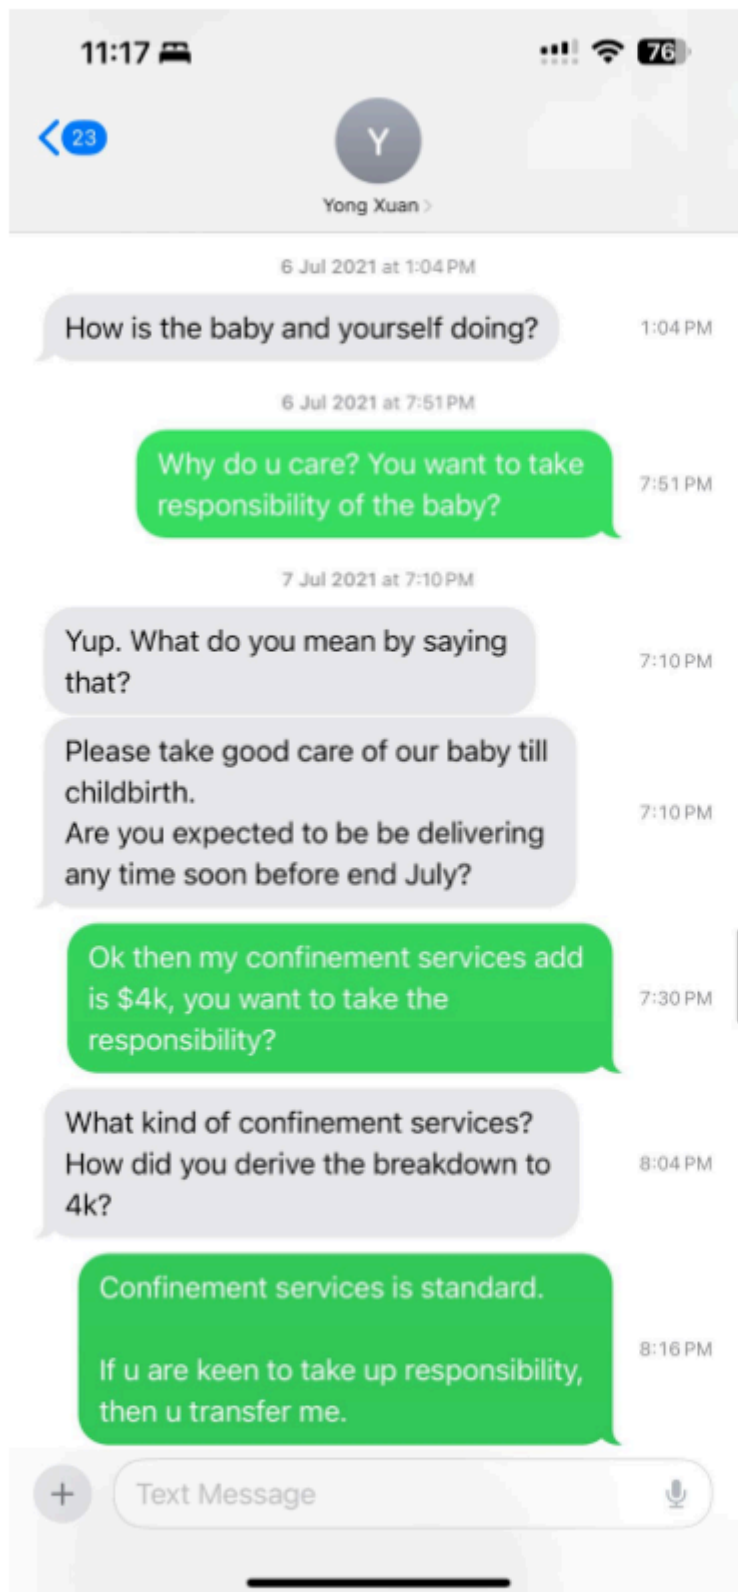 11:17
76
23
Y
Yong Xuan
6 Jul 2021 at 1:04 PM
How is the baby and yourself doing?
1:04 PM
6 Jul 2021 at 7:51 PM
Why do u care? You want to take
responsibility of the baby?
7:51 PM
7 Jul 2021 at 7:10 PM
Yup. What do you mean by saying
that?
7:10 PM
Please take good care of our baby till
childbirth.
Are you expected to be be delivering
any time soon before end July?
7:10 PM
Ok then my confinement services add
is $4k, you want to take the
responsibility?
7:30 PM
What kind of confinement services?
How did you derive the breakdown to
4k?
8:04 PM
Confinement services is standard.
If u are keen to take up responsibility,
then u transfer me.
8:16 PM
Text Message